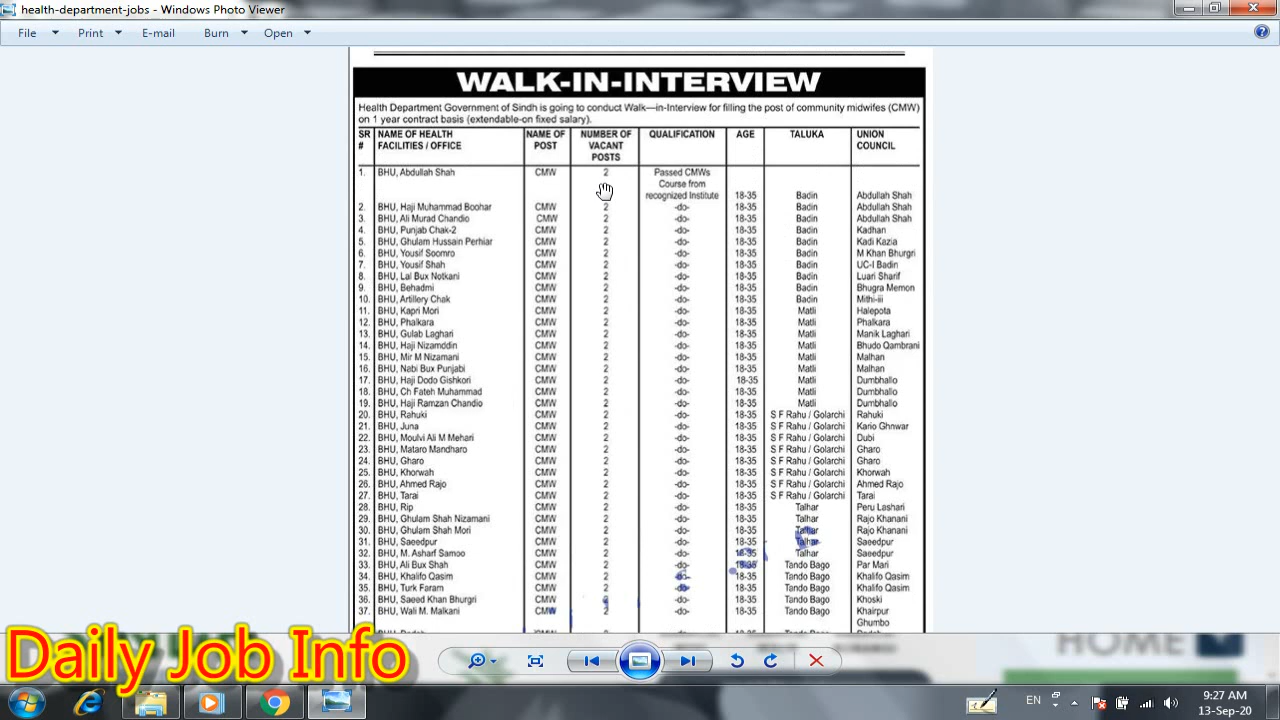 health-department-jobs - Windows Photo Viewer
File Print E-mail Burn Open
WALK-IN-INTERVIEW
Health Department Government of Sindh is going to conduct Walk—in-Interview for filling the post of community midwifes (CMW)
on 1 year contract basis (extendable-on fixed salary).
SR # NAME OF HEALTH FACILITIES / OFFICE NAME OF POST NUMBER OF VACANT POSTS QUALIFICATION AGE TALUKA UNION COUNCIL
1. BHU, Abdullah Shah CMW 2 Passed CMWs Course from recognized Institute 18-35 Badin Abdullah Shah
2. BHU, Haji Muhammad Boohar CMW 2 -do- 18-35 Badin Abdullah Shah
3. BHU, Ali Murad Chandio CMW 2 -do- 18-35 Badin Abdullah Shah
4. BHU, Punjab Chak-2 CMW 2 -do- 18-35 Badin Kadhan
5. BHU, Ghulam Hussain Perhiar CMW 2 -do- 18-35 Badin Kadi Kazia
6. BHU, Yousif Soomro CMW 2 -do- 18-35 Badin M Khan Bhurgri
7. BHU, Yousif Shah CMW 2 -do- 18-35 Badin UC-I Badin
8. BHU, Lal Bux Notkani CMW 2 -do- 18-35 Badin Luari Sharif
9. BHU, Behadmi CMW 2 -do- 18-35 Badin Bhugra Memon
10. BHU, Artillery Chak CMW 2 -do- 18-35 Badin Mithi-iii
11. BHU, Kapri Mori CMW 2 -do- 18-35 Matli Halepota
12. BHU, Phalkara CMW 2 -do- 18-35 Matli Phalkara
13. BHU, Gulab Laghari CMW 2 -do- 18-35 Matli Manik Laghari
14. BHU, Haji Nizamddin CMW 2 -do- 18-35 Matli Bhudo Qambrani
15. BHU, Mir M Nizamani CMW 2 -do- 18-35 Matli Malhan
16. BHU, Nabi Bux Punjabi CMW 2 -do- 18-35 Matli Malhan
17. BHU, Haji Dodo Gishkori CMW 2 -do- 18-35 Matli Dumbhallo
18. BHU, Ch Fateh Muhammad CMW 2 -do- 18-35 Matli Dumbhallo
19. BHU, Haji Ramzan Chandio CMW 2 -do- 18-35 Matli Dumbhallo
20. BHU, Rahuki CMW 2 -do- 18-35 S F Rahu / Golarchi Rahuki
21. BHU, Juna CMW 2 -do- 18-35 S F Rahu / Golarchi Kario Ghnwar
22. BHU, Moulvi Ali M Mehari CMW 2 -do- 18-35 S F Rahu / Golarchi Dubi
23. BHU, Mataro Mandharo CMW 2 -do- 18-35 S F Rahu / Golarchi Gharo
24. BHU, Gharo CMW 2 -do- 18-35 S F Rahu / Golarchi Gharo
25. BHU, Khorwah CMW 2 -do- 18-35 S F Rahu / Golarchi Khorwah
26. BHU, Ahmed Rajo CMW 2 -do- 18-35 S F Rahu / Golarchi Ahmed Rajo
27. BHU, Tarai CMW 2 -do- 18-35 S F Rahu / Golarchi Tarai
28. BHU, Rip CMW 2 -do- 18-35 Talhar Peru Lashari
29. BHU, Ghulam Shah Nizamani CMW 2 -do- 18-35 Talhar Rajo Khanani
30. BHU, Ghulam Shah Mori CMW 2 -do- 18-35 Talhar Rajo Khanani
31. BHU, Saeedpur CMW 2 -do- 18-35 Talhar Saeedpur
32. BHU, M. Asharf Samoo CMW 2 -do- 18-35 Talhar Saeedpur
33. BHU, Ali Bux Shah CMW 2 -do- 18-35 Tando Bago Par Mari
34. BHU, Khalifo Qasim CMW 2 -do- 18-35 Tando Bago Khalifo Qasim
35. BHU, Turk Faram CMW 2 -do- 18-35 Tando Bago Khalifo Qasim
36. BHU, Saeed Khan Bhurgri CMW 2 -do- 18-35 Tando Bago Khoski
37. BHU, Wali M. Malkani CMW 2 -do- 18-35 Tando Bago Khairpur Ghumbo
Daily Job Info
EN
9:27 AM
13-Sep-20